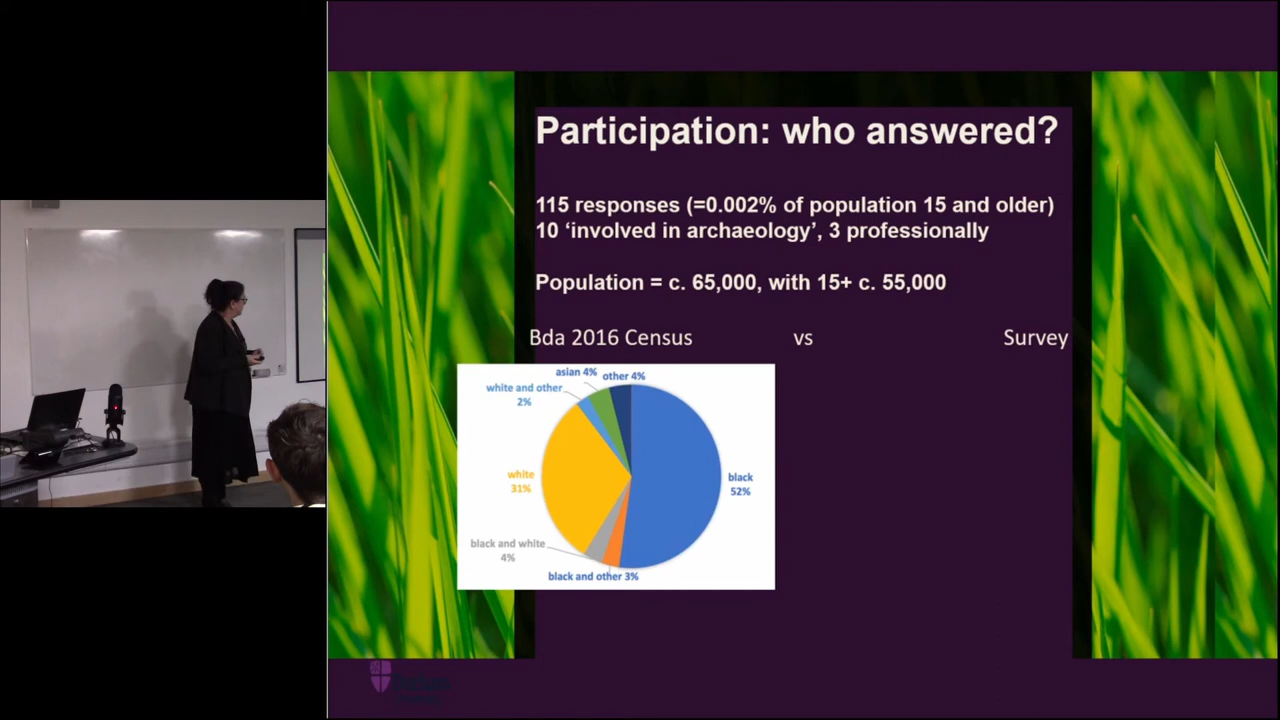 Participation: who answered?
115 responses (=0.002% of population 15 and older)
10 ‘involved in archaeology’, 3 professionally
Population = c. 65,000, with 15+ c. 55,000
Bda 2016 Census vs Survey
asian 4% other 4%
white and other
2%
white
31%
black
52%
black and white
4%
black and other 3%